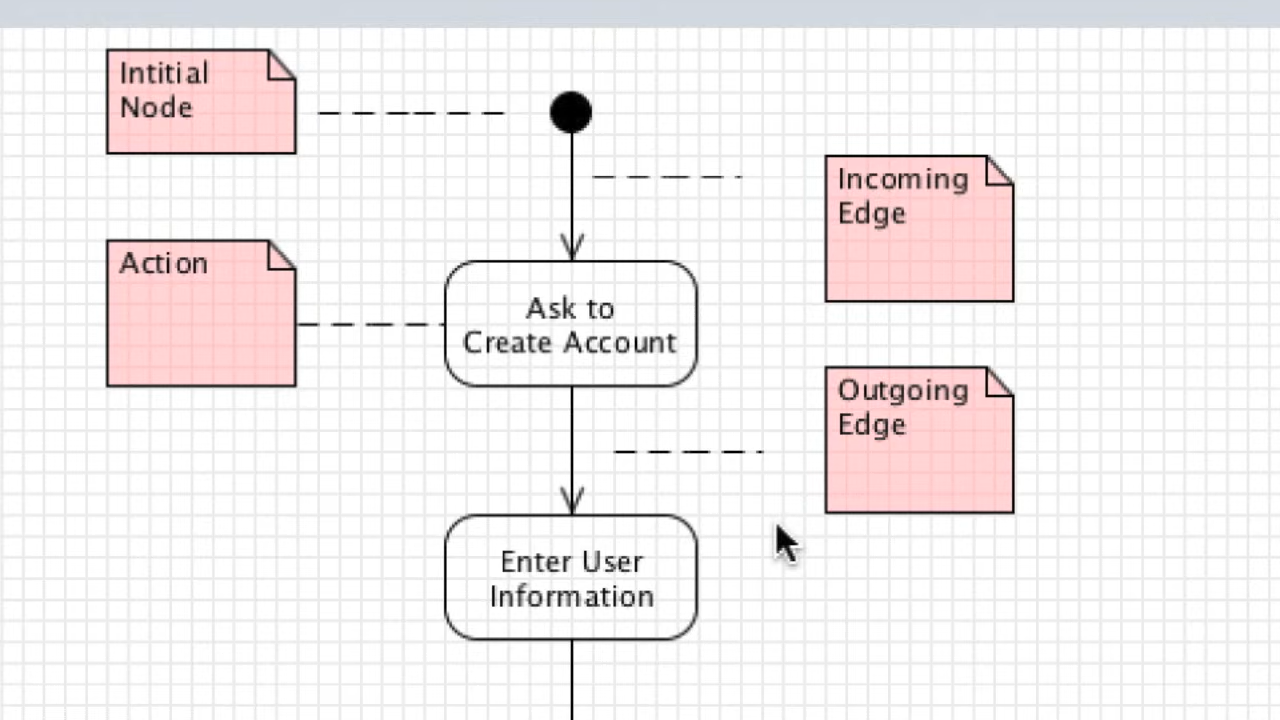 Intitial
Node
Incoming
Edge
Action
Ask to
Create Account
Outgoing
Edge
Enter User
Information